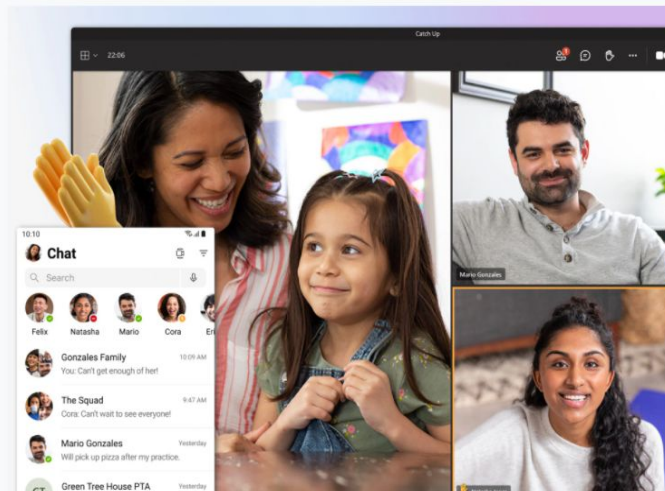 Catch Up
22:06
1
Mario Gonzales
10:10
Chat
Search
Felix Natasha Mario Cora
Gonzales Family 10:09 AM
You: Can't get enough of her!
The Squad 9:47 AM
Cora: Can't wait to see everyone!
Mario Gonzales Yesterday
Will pick up pizza after my practice.
GT Green Tree House PTA Yesterday